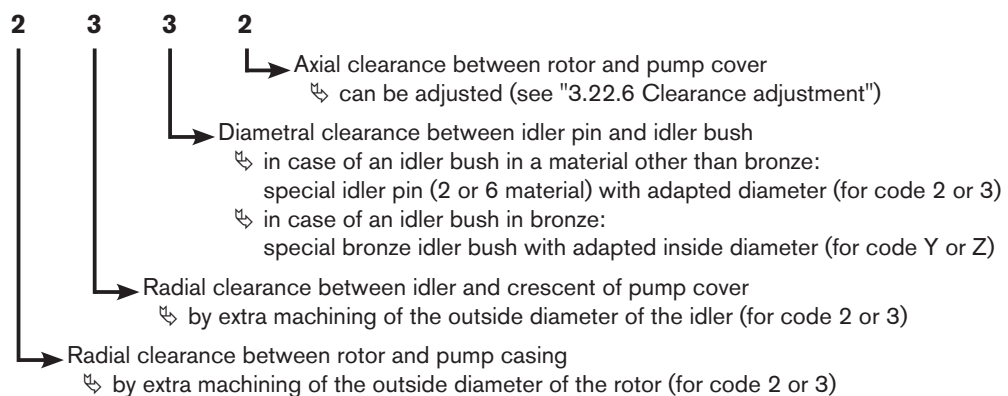 2 3 3 2
Axial clearance between rotor and pump cover
⮱ can be adjusted (see "3.22.6 Clearance adjustment")
Diametral clearance between idler pin and idler bush
⮱ in case of an idler bush in a material other than bronze:
special idler pin (2 or 6 material) with adapted diameter (for code 2 or 3)
⮱ in case of an idler bush in bronze:
special bronze idler bush with adapted inside diameter (for code Y or Z)
Radial clearance between idler and crescent of pump cover
⮱ by extra machining of the outside diameter of the idler (for code 2 or 3)
Radial clearance between rotor and pump casing
⮱ by extra machining of the outside diameter of the rotor (for code 2 or 3)